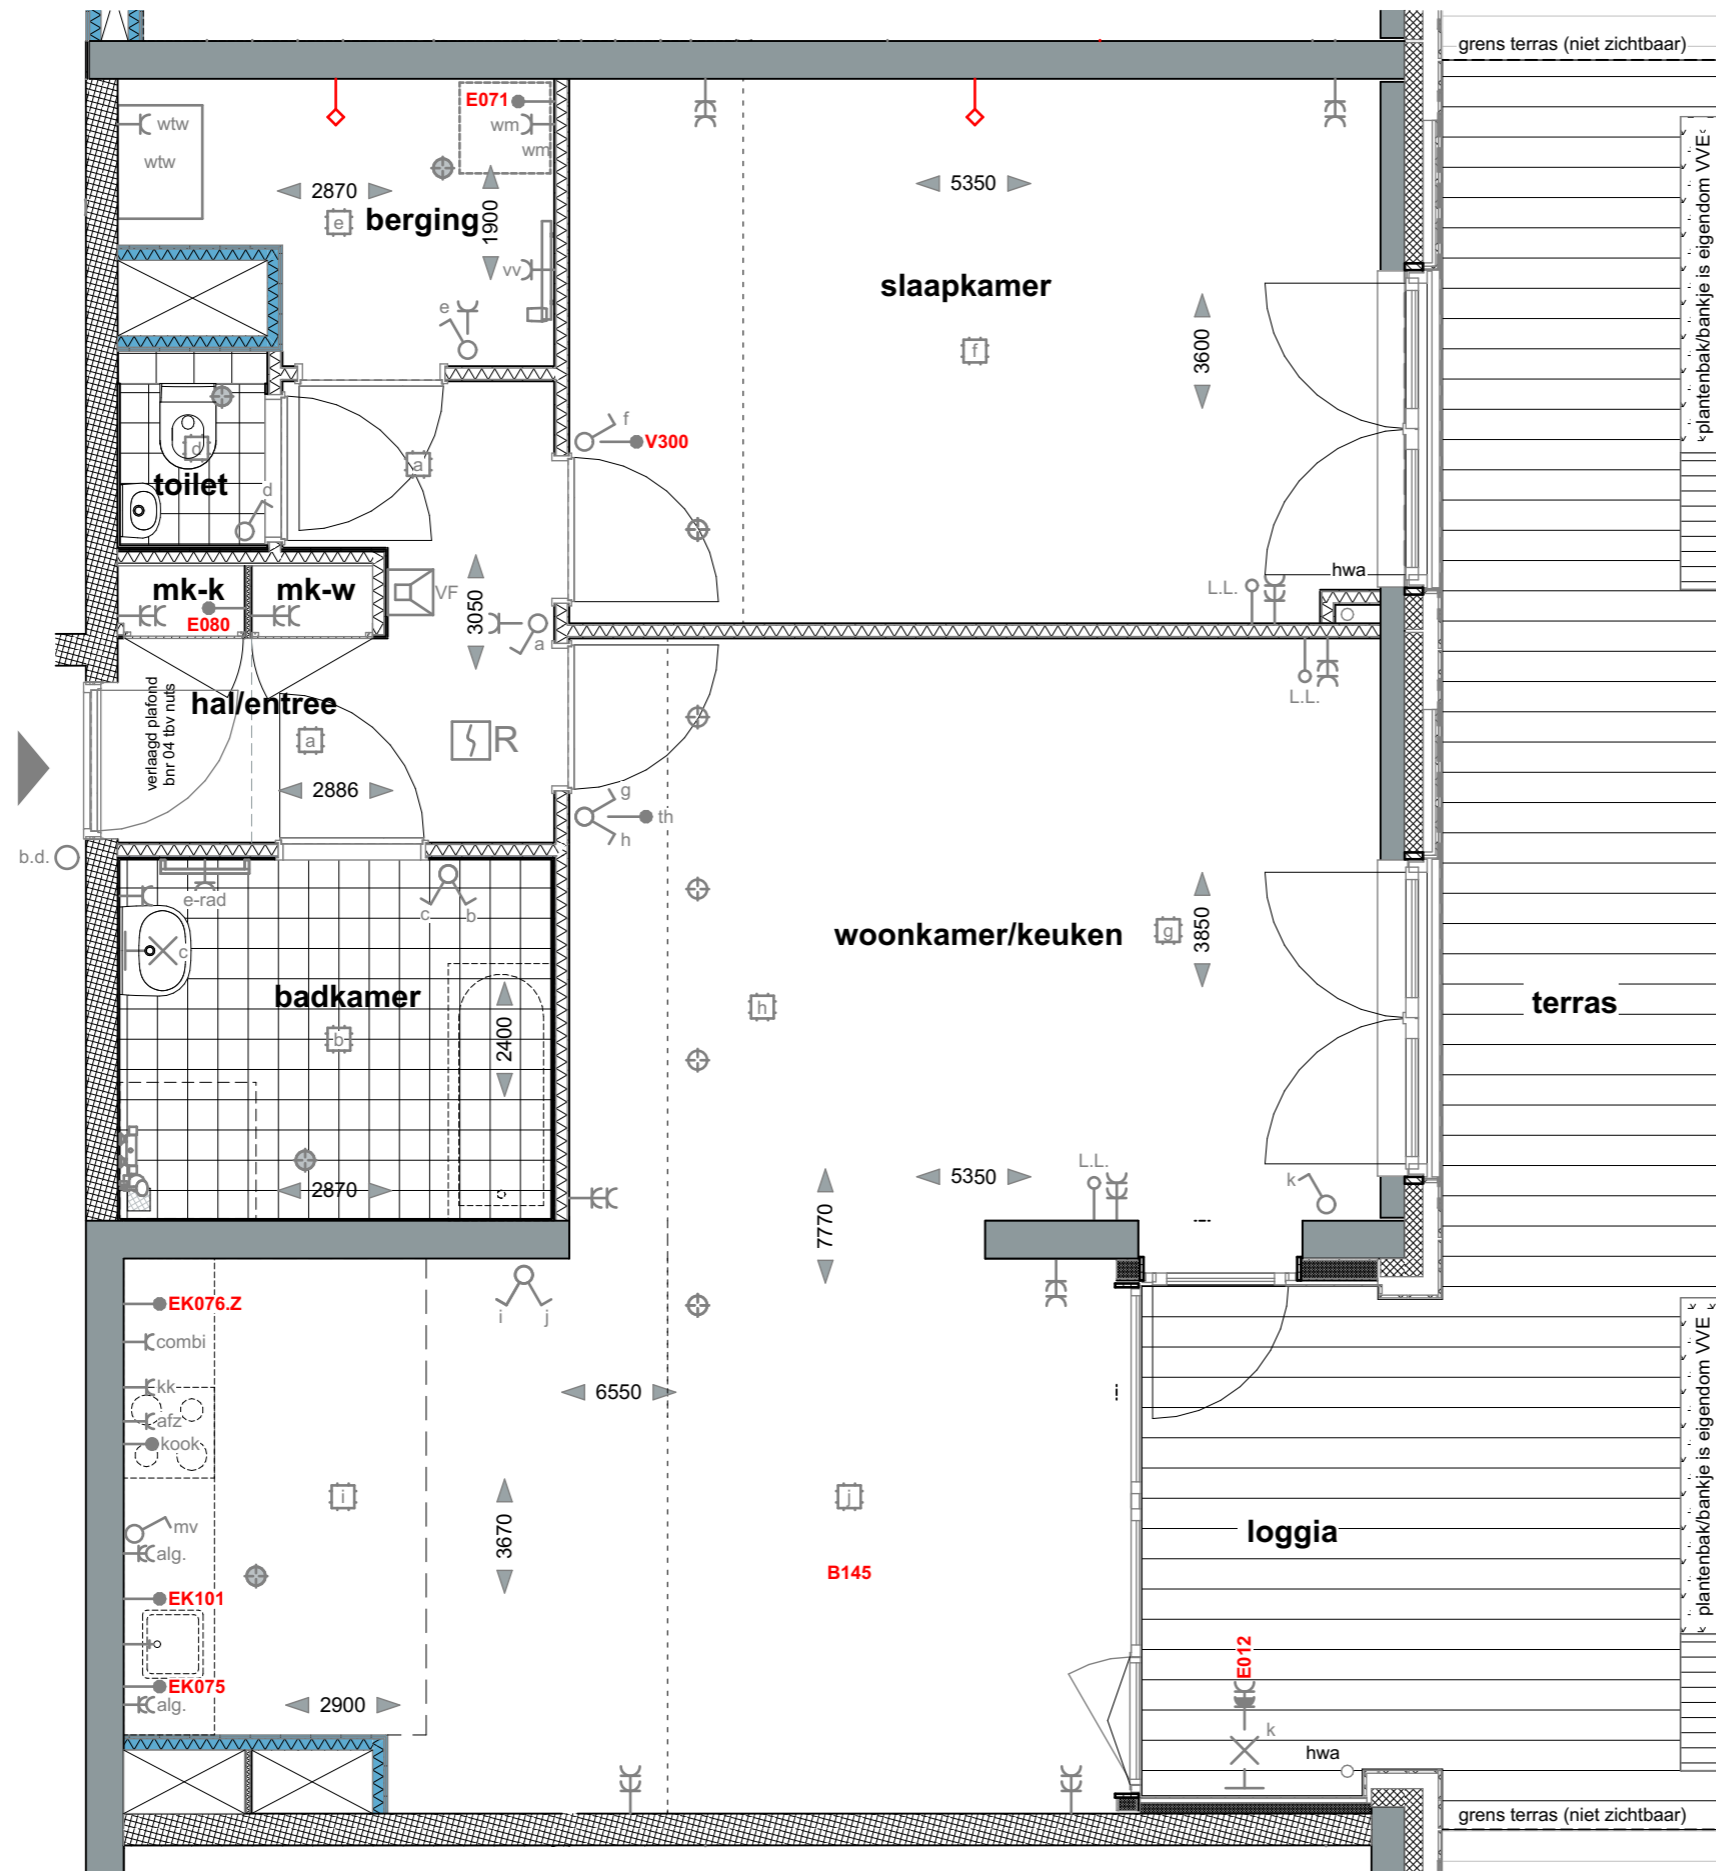 grens terras (niet zichtbaar)
E071
wtw
wm
wtw
wm
plantenbak/bankje is eigendom VVE
2870
5350
1900
e
berging
vv
slaapkamer
e
3600
f
f
V300
d
a
toilet
d
hwa
L.L.
mk-k
mk-w
VF
E080
3050
a
L.L.
hal/entree
verlaagd plafond
bnr 04 tbv nuts
a
R
2886
g
th
h
b.d.
e-rad
c
b
c
woonkamer/keuken
g
3850
badkamer
h
terras
b
2400
L.L.
5350
k
2870
7770
EK076.Z
i
j
combi
kk
6550
afz
kook
i
j
plantenbak/bankje is eigendom VVE
mv
3670
loggia
alg.
B145
EK101
E012
EK075
alg.
2900
k
hwa
grens terras (niet zichtbaar)